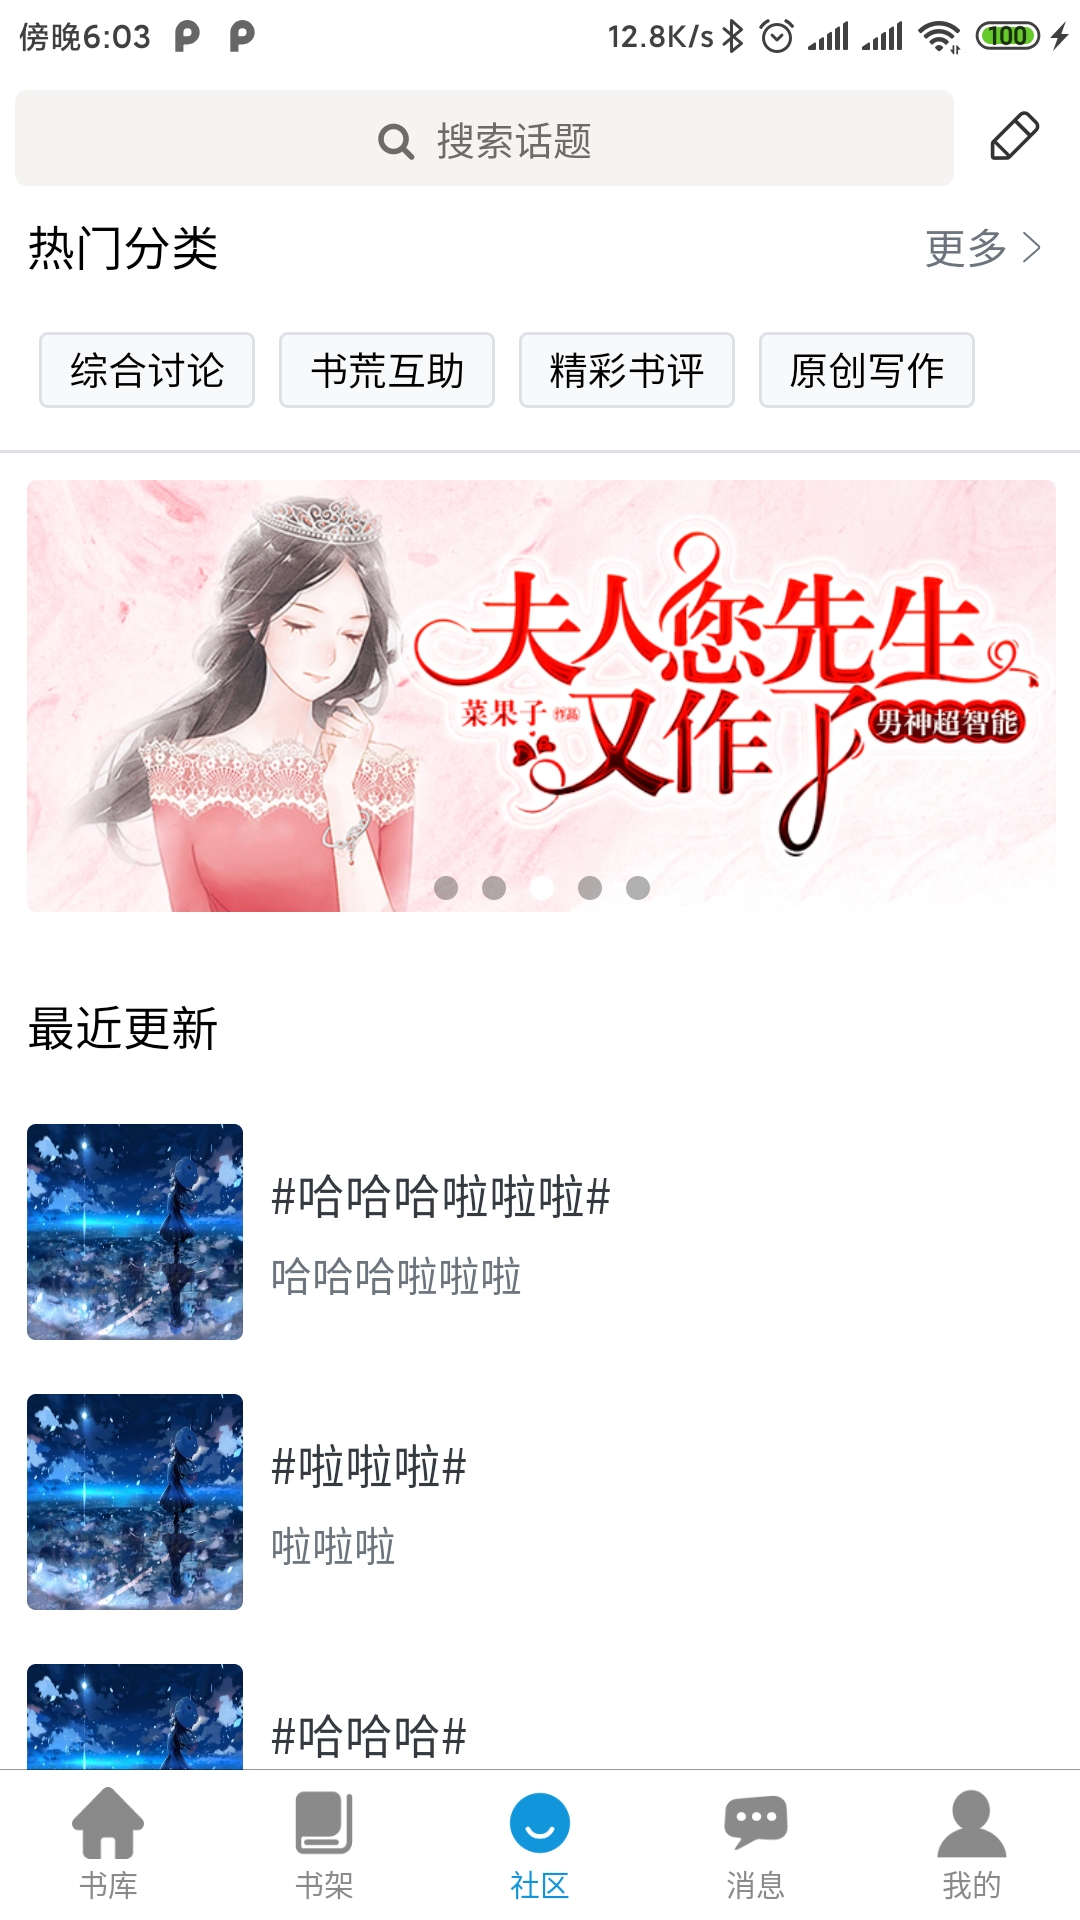 傍晚6:03 12.8K/s 100
搜索话题
热门分类 更多
综合讨论 书荒互助 精彩书评 原创写作
夫人您先生
又作了
菜果子 作品
男神超智能
最近更新
#哈哈哈啦啦啦#
哈哈哈啦啦啦
#啦啦啦#
啦啦啦
#哈哈哈#
书库 书架 社区 消息 我的